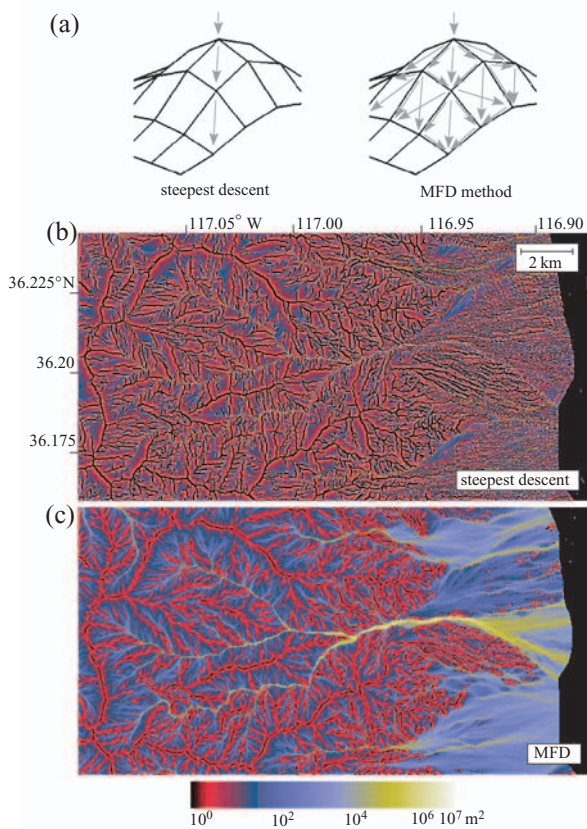 (a)
steepest descent MFD method
(b)
117.05° W 117.00 116.95 116.90
2 km
36.225°N
36.20
36.175
steepest descent
(c)
MFD
10⁰ 10² 10⁴ 10⁶ 10⁷ m²